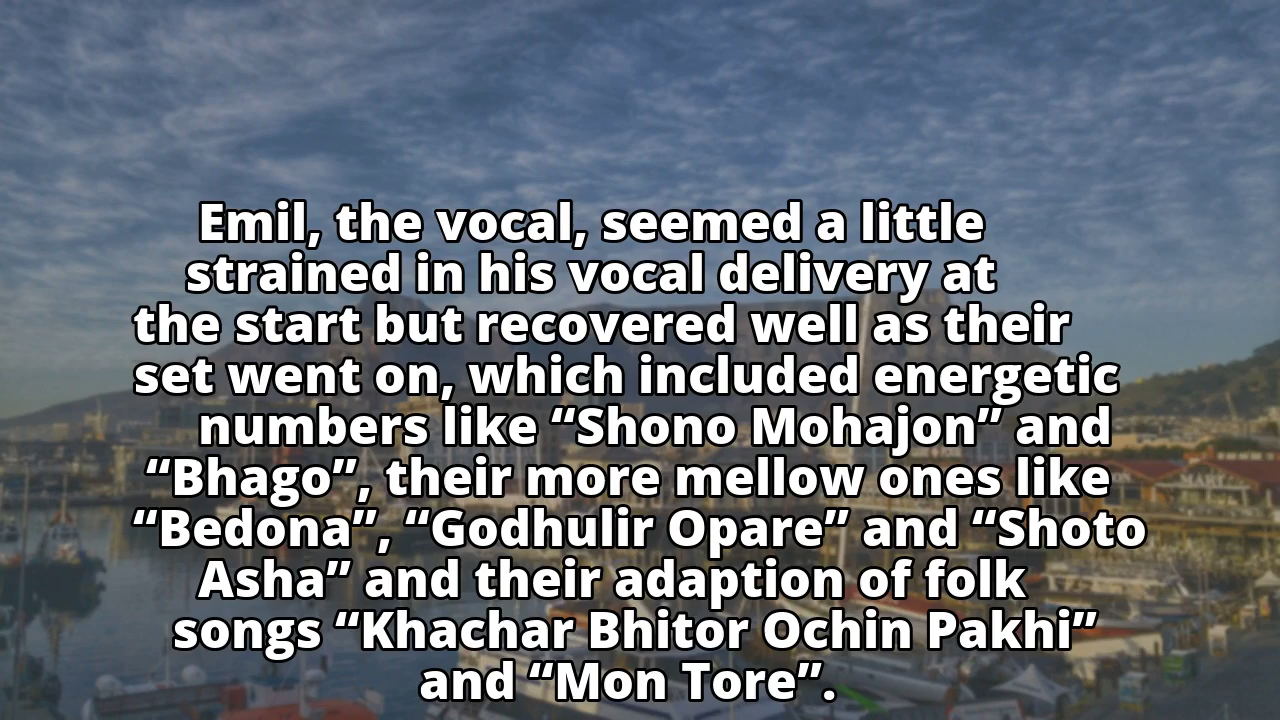 Emil, the vocal, seemed a little
strained in his vocal delivery at
the start but recovered well as their
set went on, which included energetic
numbers like “Shono Mohajon” and
“Bhago”, their more mellow ones like
“Bedona”, “Godhulir Opare” and “Shoto
Asha” and their adaption of folk
songs “Khachar Bhitor Ochin Pakhi”
and “Mon Tore”.